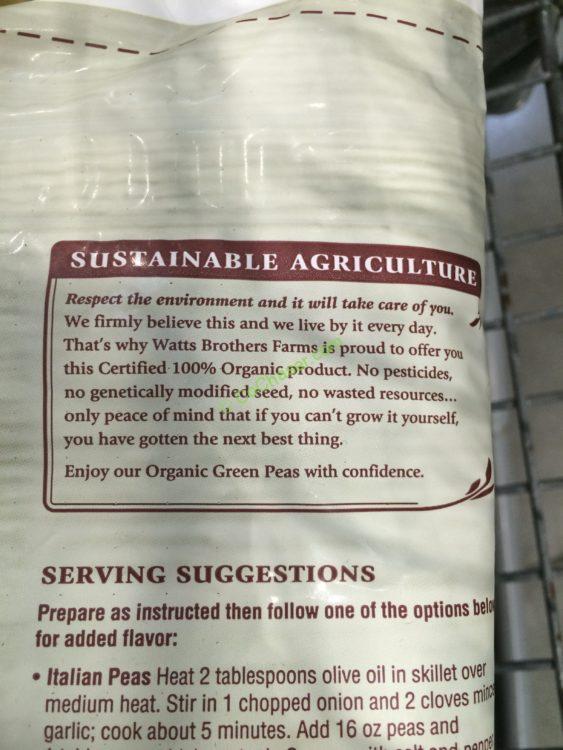 SUSTAINABLE AGRICULTURE
Respect the environment and it will take care of you.
We firmly believe this and we live by it every day.
That's why Watts Brothers Farms is proud to offer you
this Certified 100% Organic product. No pesticides,
no genetically modified seed, no wasted resources...
only peace of mind that if you can't grow it yourself,
you have gotten the next best thing.
Enjoy our Organic Green Peas with confidence.
SERVING SUGGESTIONS
Prepare as instructed then follow one of the options below
for added flavor:
• Italian Peas Heat 2 tablespoons olive oil in skillet over
medium heat. Stir in 1 chopped onion and 2 cloves minc
garlic; cook about 5 minutes. Add 16 oz peas and
with salt and pepper